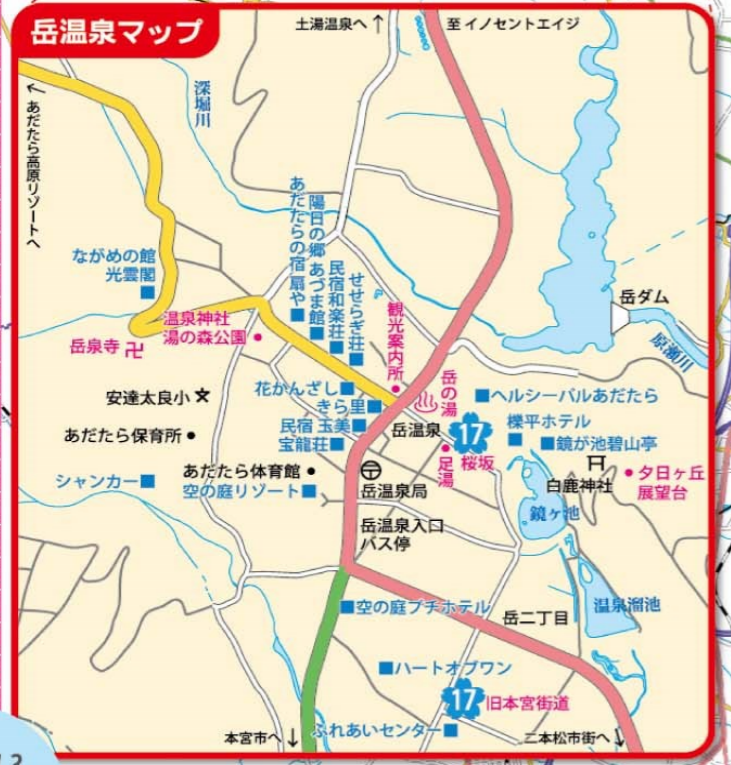 岳温泉マップ
土湯温泉へ↑
至 イノセントエイジ
←あだたら高原リゾートへ
深堀川
ながめの館
光雲閣
あだたらの宿 扇や
陽日の郷 あづま館
民宿和楽荘
せせらぎ荘
観光案内所
岳ダム
原瀬川
温泉神社
湯の森公園
岳泉寺
卍
安達太良小
あだたら保育所
シャンカー
花かんざし
きら里
民宿 玉美
宝龍荘
あだたら体育館
空の庭リゾート
岳の湯
岳温泉
17
桜坂
足湯
ヘルシーパルあだたら
櫟平ホテル
鏡が池碧山亭
白鹿神社
夕日ヶ丘
展望台
鏡ヶ池
岳温泉局
岳温泉入口
バス停
空の庭プチホテル
岳二丁目
温泉溜池
ハートオブワン
17
旧本宮街道
ふれあいセンター
本宮市へ↓
二本松市街へ↓